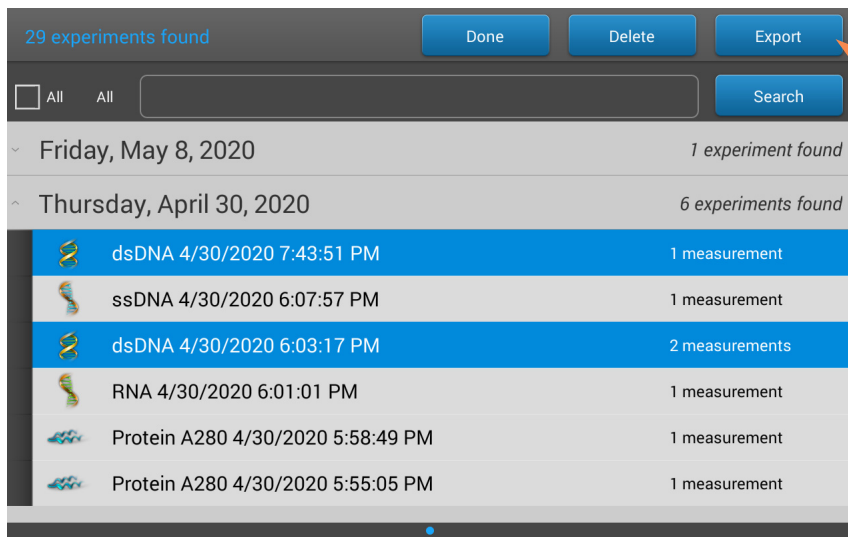 29 experiments found Done Delete Export
All All Search
Friday, May 8, 2020 1 experiment found
Thursday, April 30, 2020 6 experiments found
dsDNA 4/30/2020 7:43:51 PM 1 measurement
ssDNA 4/30/2020 6:07:57 PM 1 measurement
dsDNA 4/30/2020 6:03:17 PM 2 measurements
RNA 4/30/2020 6:01:01 PM 1 measurement
Protein A280 4/30/2020 5:58:49 PM 1 measurement
Protein A280 4/30/2020 5:55:05 PM 1 measurement